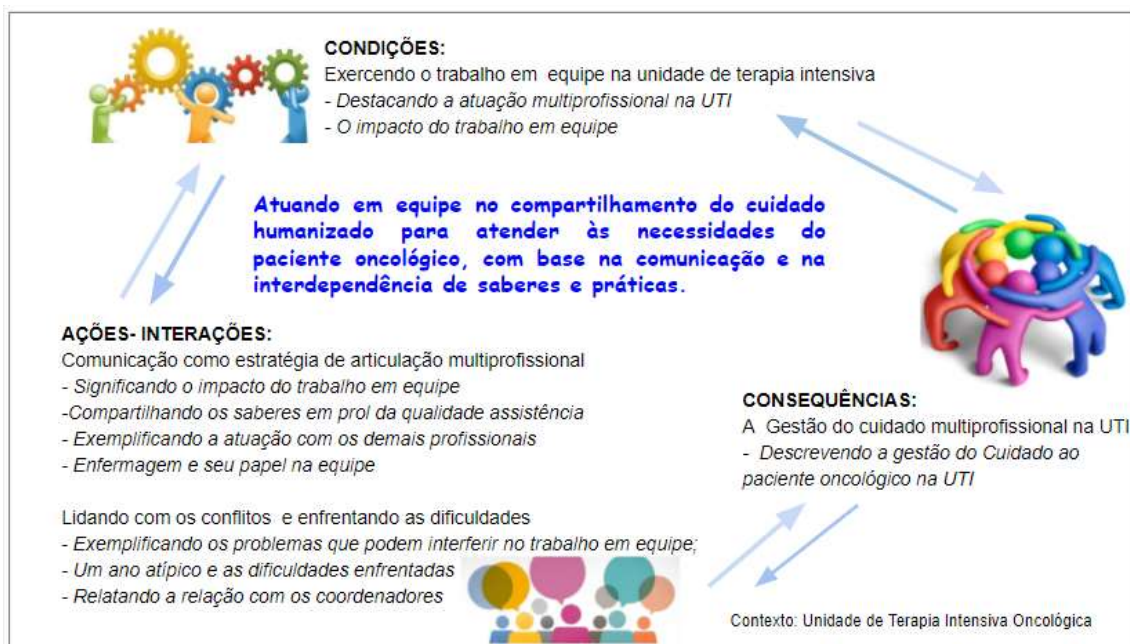 CONDIÇÕES:
Exercendo o trabalho em equipe na unidade de terapia intensiva
- Destacando a atuação multiprofissional na UTI
- O impacto do trabalho em equipe
Atuando em equipe no compartilhamento do cuidado
humanizado para atender às necessidades do
paciente oncológico, com base na comunicação e na
interdependência de saberes e práticas.
AÇÕES- INTERAÇÕES:
Comunicação como estratégia de articulação multiprofissional
- Significando o impacto do trabalho em equipe
-Compartilhando os saberes em prol da qualidade assistência
- Exemplificando a atuação com os demais profissionais
- Enfermagem e seu papel na equipe
Lidando com os conflitos e enfrentando as dificuldades
- Exemplificando os problemas que podem interferir no trabalho em equipe;
- Um ano atípico e as dificuldades enfrentadas
- Relatando a relação com os coordenadores
CONSEQUÊNCIAS:
A Gestão do cuidado multiprofissional na UTI
- Descrevendo a gestão do Cuidado ao
paciente oncológico na UTI
Contexto: Unidade de Terapia Intensiva Oncológica